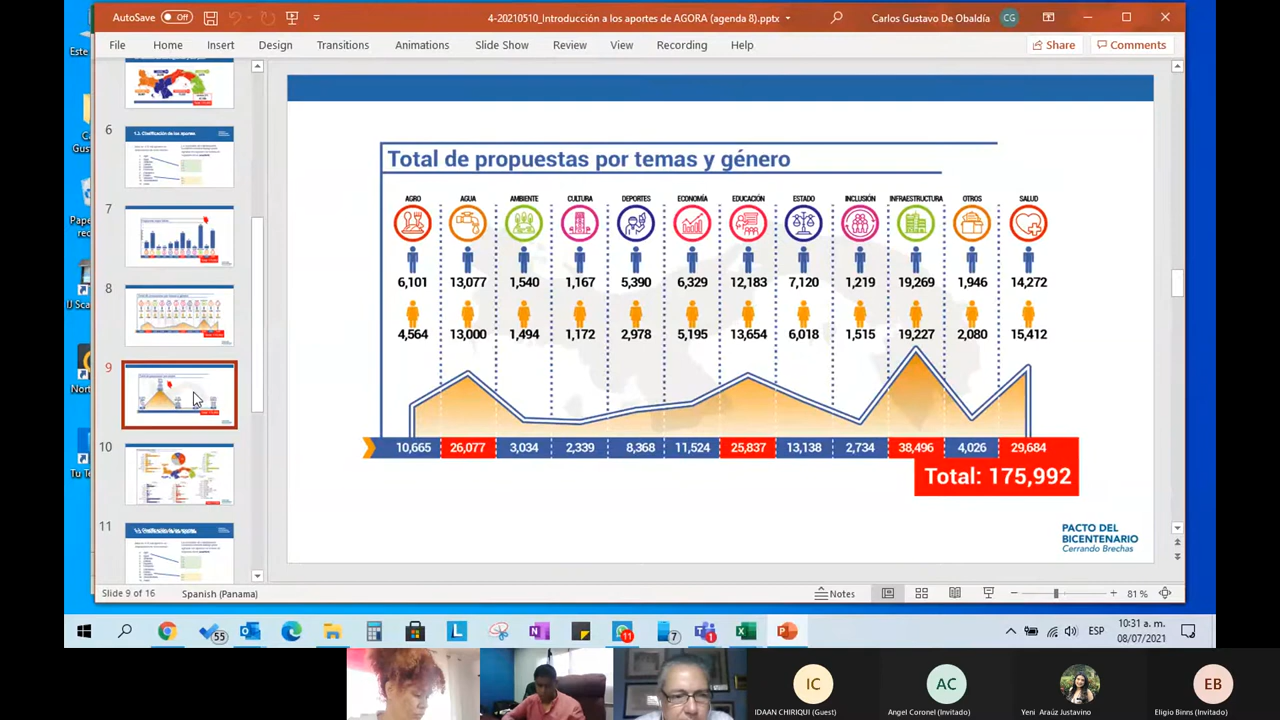 AutoSave Off
4-20210510_Introducción a los aportes de AGORA (agenda 8).pptx
Carlos Gustavo De Obaldía CG
File Home Insert Design Transitions Animations Slide Show Review View Recording Help Share Comments
6
7
8
9
10
11
Total de propuestas por temas y género
AGRO AGUA AMBIENTE CULTURA DEPORTES ECONOMÍA EDUCACIÓN ESTADO INCLUSIÓN INFRAESTRUCTURA OTROS SALUD
6,101 13,077 1,540 1,167 5,390 6,329 12,183 7,120 1,219 19,269 1,946 14,272
4,564 13,000 1,494 1,172 2,978 5,195 13,654 6,018 1,515 19,227 2,080 15,412
10,665 26,077 3,034 2,339 8,368 11,524 25,837 13,138 2,734 38,496 4,026 29,684
Total: 175,992
PACTO DEL
BICENTENARIO
Cerrando Brechas
Slide 9 of 16 Spanish (Panama) Notes 81 %
55 11 7 1 ESP
10:31 a. m.
08/07/2021
IC AC EB
IDAAN CHIRIQUI (Guest) Angel Coronel (Invitado) Yeni Araúz Justavino Eligio Binns (Invitado)